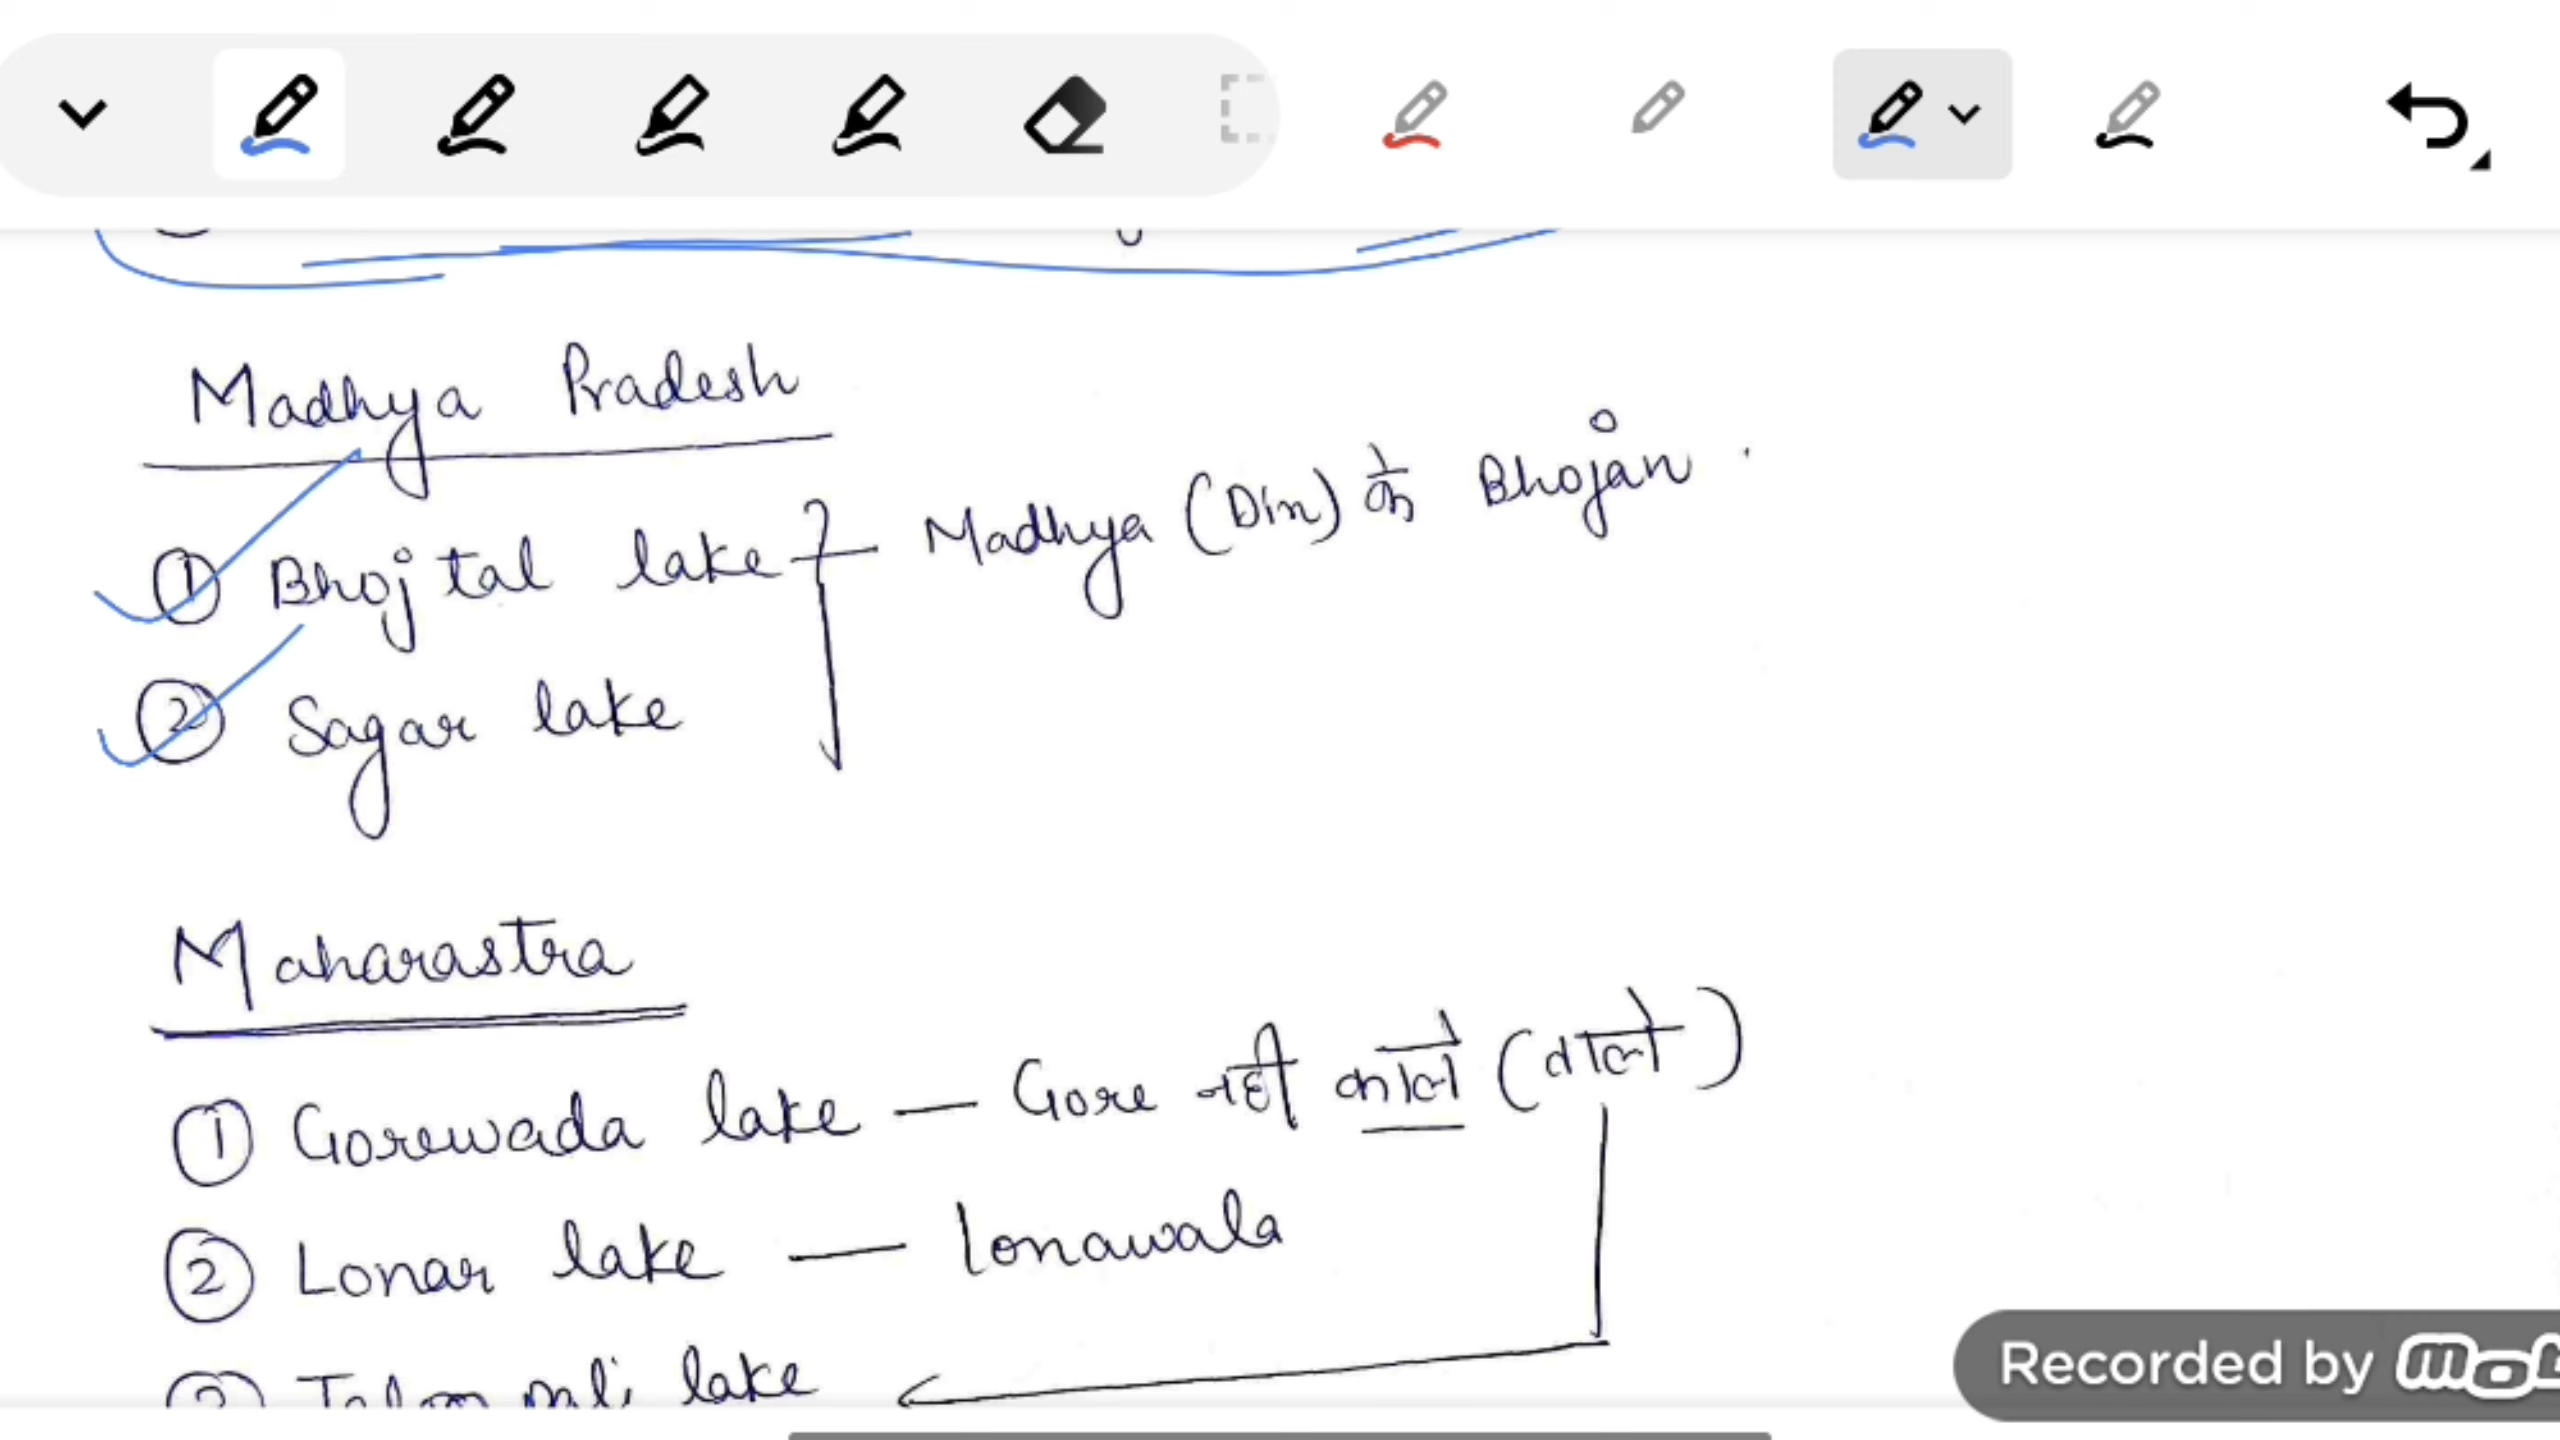 Madhya Pradesh
① Bhojtal lake - Madhya (Din) के Bhojan
② Sagar lake
Maharastra
① Gorewada lake — Gore नही काले (ताले)
② Lonar lake — lonawala
lake
Recorded by